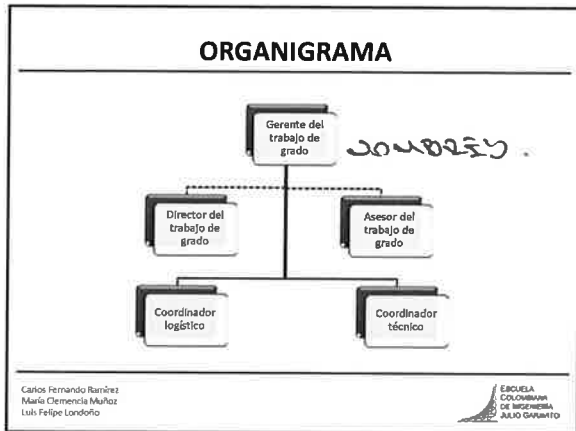 ORGANIGRAMA
Gerente del
trabajo de
grado
NOMBRES.
Director del
trabajo de
grado
Asesor del
trabajo de
grado
Coordinador
logístico
Coordinador
técnico
Carlos Fernando Ramírez
María Clemencia Muñoz
Luis Felipe Londoño
ESCUELA
COLOMBIANA
DE INGENIERÍA
JULIO GARAVITO